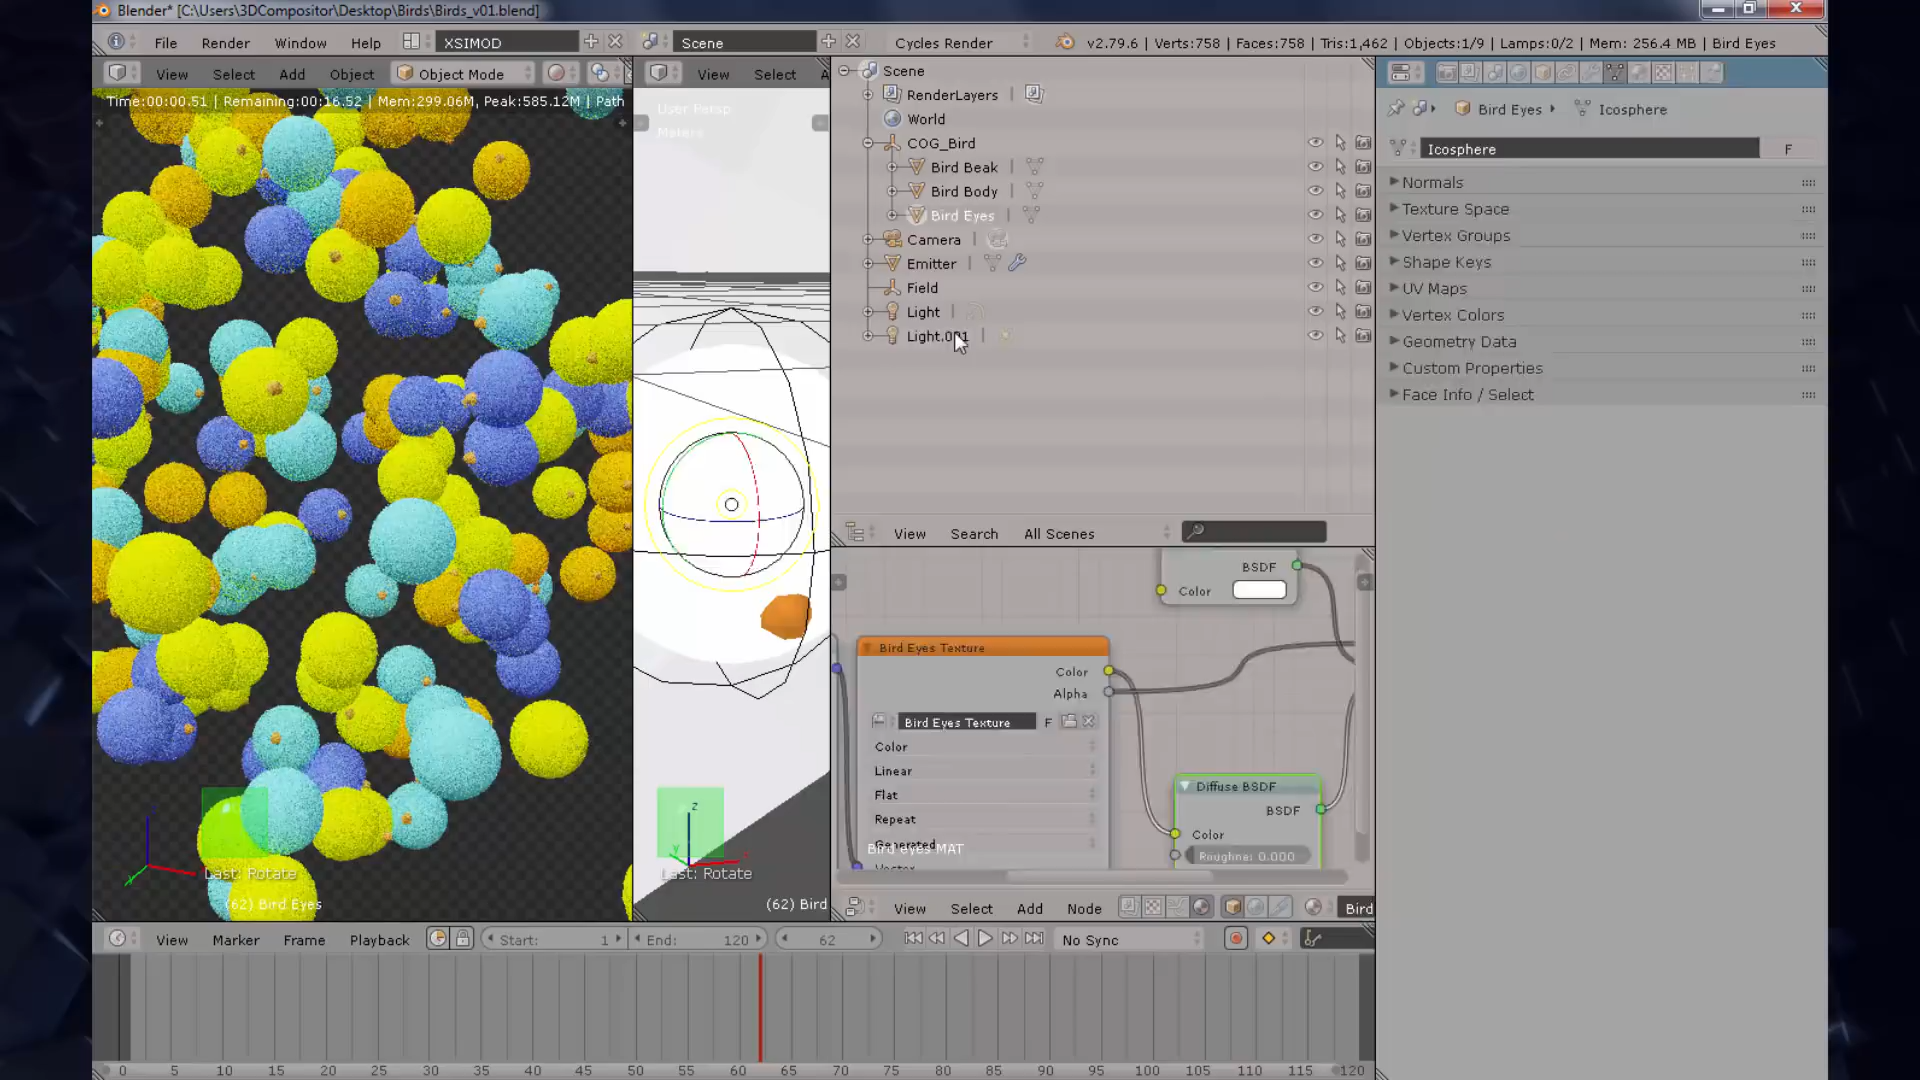 Blender* [C:\Users\3DCompositor\Desktop\Birds\Birds_v01.blend]
File Render Window Help XSIMOD Scene Cycles Render v2.79.6 | Verts:758 | Faces:758 | Tris:1,462 | Objects:1/9 | Lamps:0/2 | Mem: 256.4 MB | Bird Eyes
View Select Add Object Object Mode
View Select A
Time:00:00.51 | Remaining:00:16.52 | Mem:299.06M, Peak:585.12M | Path
User Persp
Meters
Last: Rotate
(62) Bird Eyes
z
Last: Rotate
(62) Bird
Scene
RenderLayers
World
COG_Bird
Bird Beak
Bird Body
Bird Eyes
Camera
Emitter
Field
Light
View Search All Scenes
BSDF
Color
Bird Eyes Texture
Color
Alpha
Bird Eyes Texture F
Color
Linear
Flat
Repeat
Generated
Bird eyes MAT
Vector
Diffuse BSDF
BSDF
Color
Roughne: 0.000
View Select Add Node Bird
Bird Eyes Icosphere
Icosphere F
Normals
Texture Space
Vertex Groups
Shape Keys
UV Maps
Vertex Colors
Geometry Data
Custom Properties
Face Info / Select
View Marker Frame Playback Start: 1 End: 120 62 No Sync
0 5 10 15 20 25 30 35 40 45 50 55 60 65 70 75 80 85 90 95 100 105 110 115 120